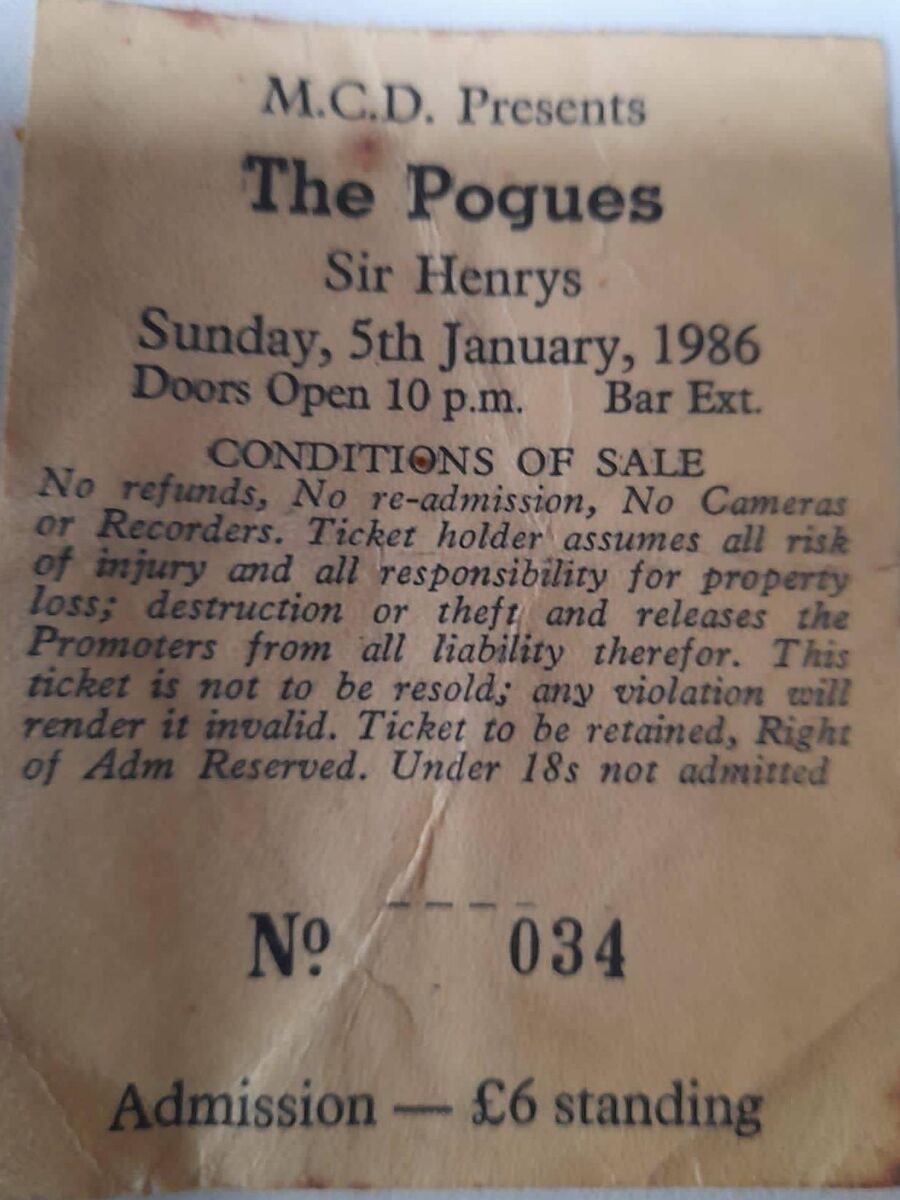 M.C.D. Presents
The Pogues
Sir Henrys
Sunday, 5th January, 1986
Doors Open 10 p.m. Bar Ext.
CONDITIONS OF SALE
No refunds, No re-admission, No Cameras
or Recorders. Ticket holder assumes all risk
of injury and all responsibility for property
loss; destruction or theft and releases the
Promoters from all liability therefor. This
ticket is not to be resold; any violation will
render it invalid. Ticket to be retained, Right
of Adm Reserved. Under 18s not admitted
Nº 034
Admission — £6 standing